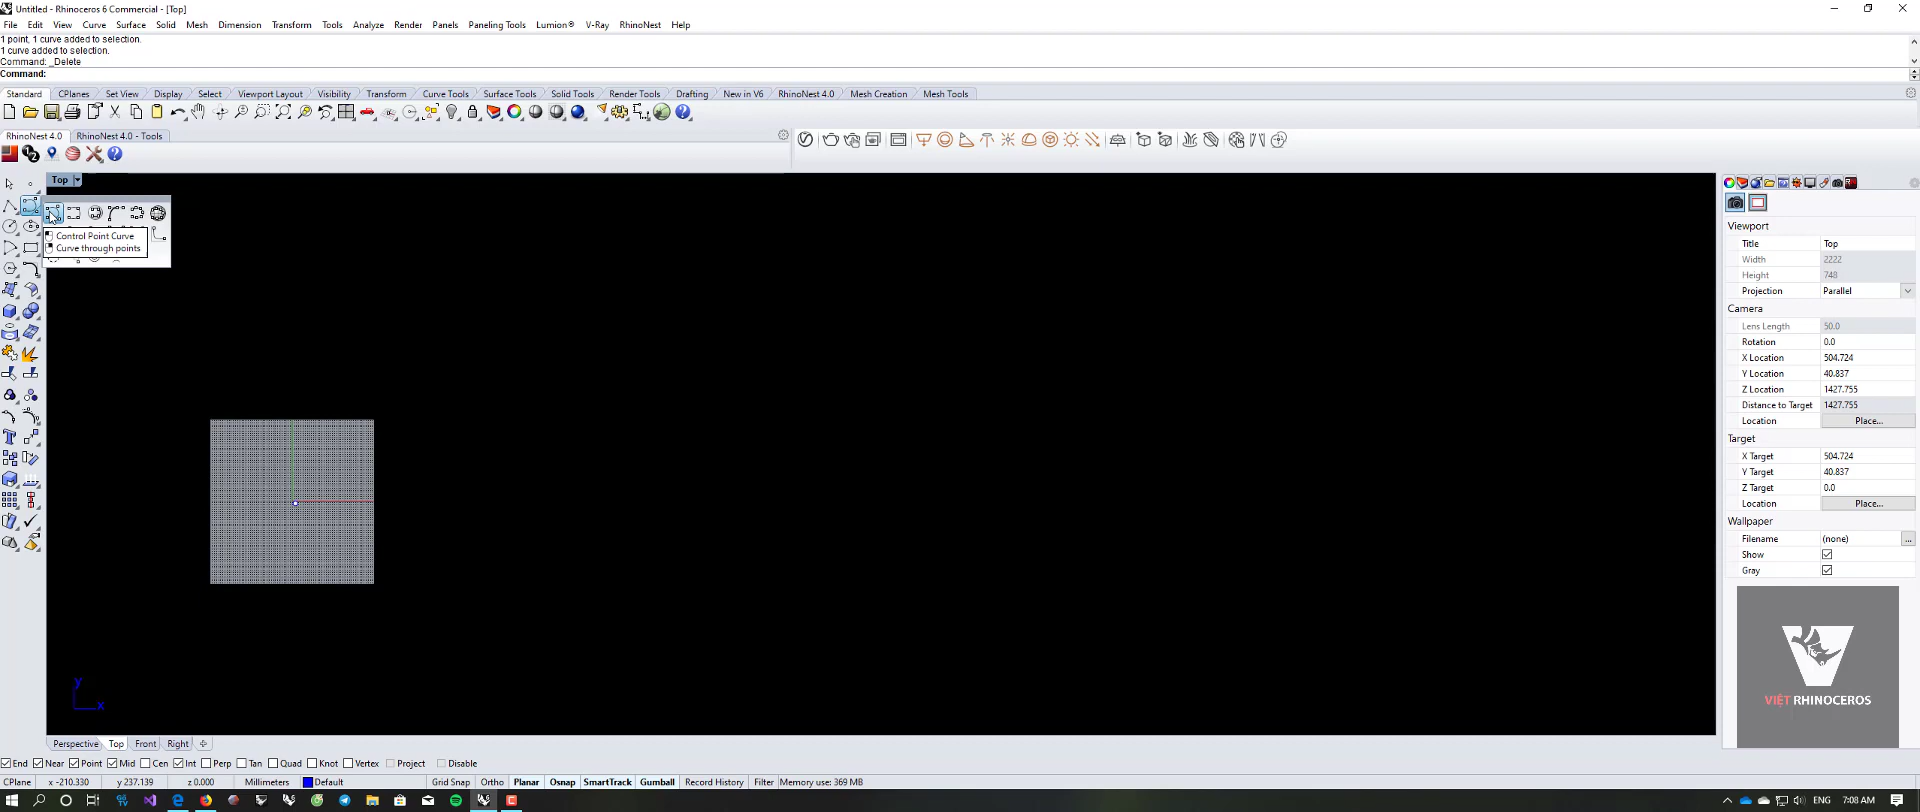 Untitled - Rhinoceros 6 Commercial - [Top]
File Edit View Curve Surface Solid Mesh Dimension Transform Tools Analyze Render Panels Paneling Tools Lumion® V-Ray RhinoNest Help
1 point, 1 curve added to selection.
1 curve added to selection.
Command: _Delete
Command:
Standard CPlanes Set View Display Select Viewport Layout Visibility Transform Curve Tools Surface Tools Solid Tools Mesh Tools Render Tools Drafting New in V6 RhinoNest 4.0 Mesh Creation Mesh Tools
RhinoNest 4.0 RhinoNest 4.0 - Tools
Top
Control Point Curve
Curve through points
Viewport
Title Top
Width 2222
Height 748
Projection Parallel
Camera
Lens Length 50.0
Rotation 0.0
X Location 504.724
Y Location 40.837
Z Location 1427.755
Distance to Target 1427.755
Location Place...
Target
X Target 504.724
Y Target 40.837
Z Target 0.0
Location Place...
Wallpaper
Filename (none) ...
Show
Gray
VIỆT RHINOCEROS
y
x
Perspective Top Front Right
End Near Point Mid Cen Int Perp Tan Quad Knot Vertex Project Disable
CPlane x -210.330 y 237.139 z 0.000 Millimeters Default Grid Snap Ortho Planar Osnap SmartTrack Gumball Record History Filter Memory use: 369 MB
ENG 7:08 AM